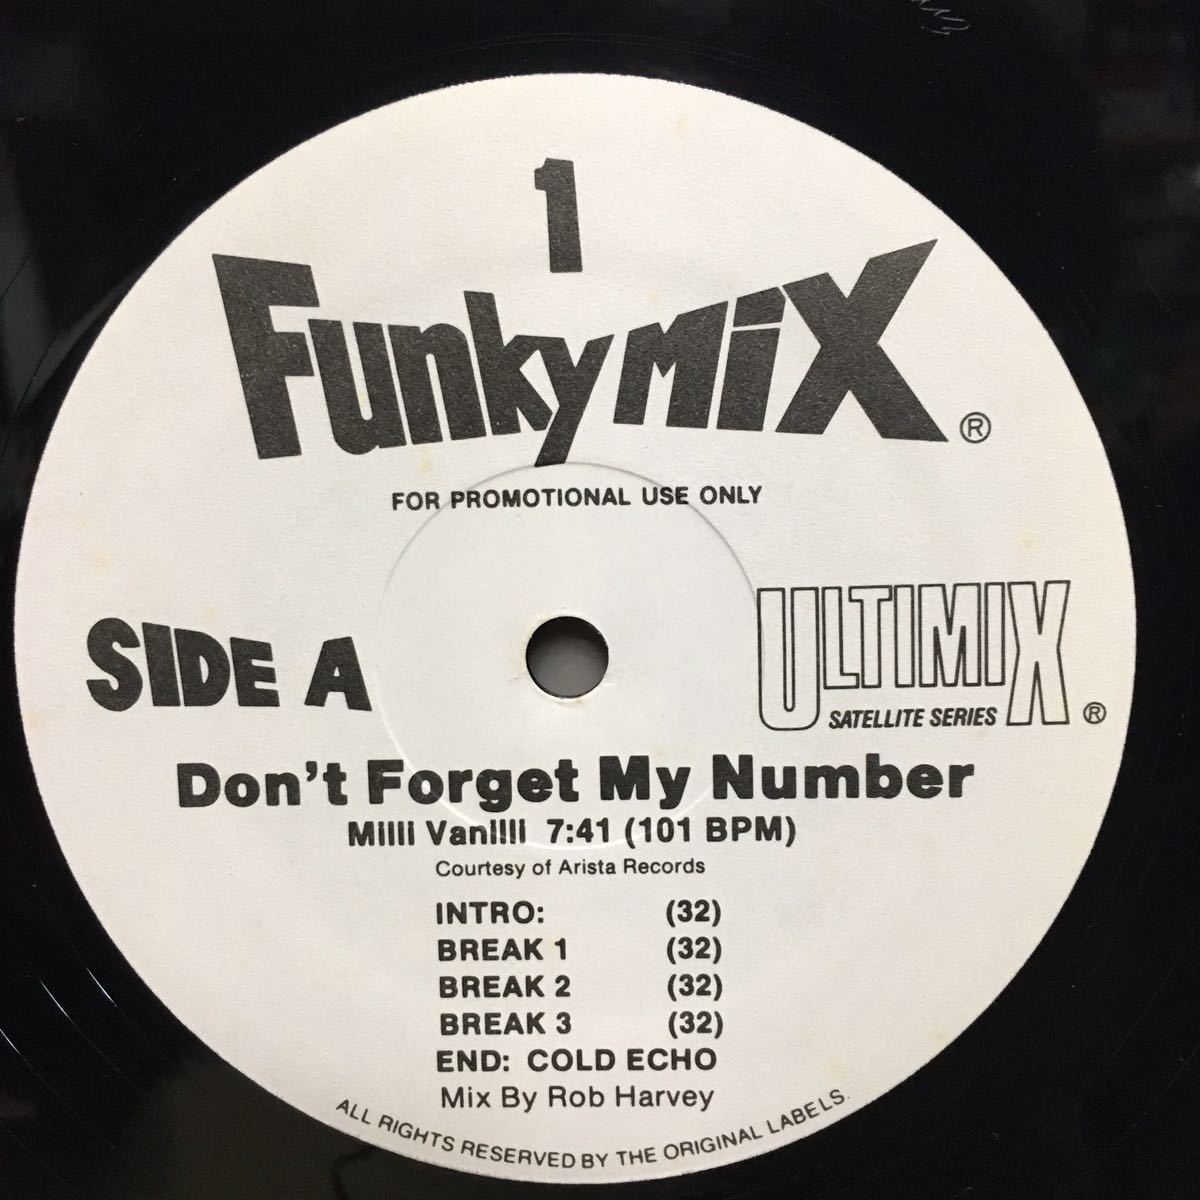 1
Funkymix ®
FOR PROMOTIONAL USE ONLY
SIDE A
ULTIMIX
SATELLITE SERIES ®
Don't Forget My Number
Milli Vanilli 7:41 (101 BPM)
Courtesy of Arista Records
INTRO: (32)
BREAK 1 (32)
BREAK 2 (32)
BREAK 3 (32)
END: COLD ECHO
Mix By Rob Harvey
ALL RIGHTS RESERVED BY THE ORIGINAL LABELS.